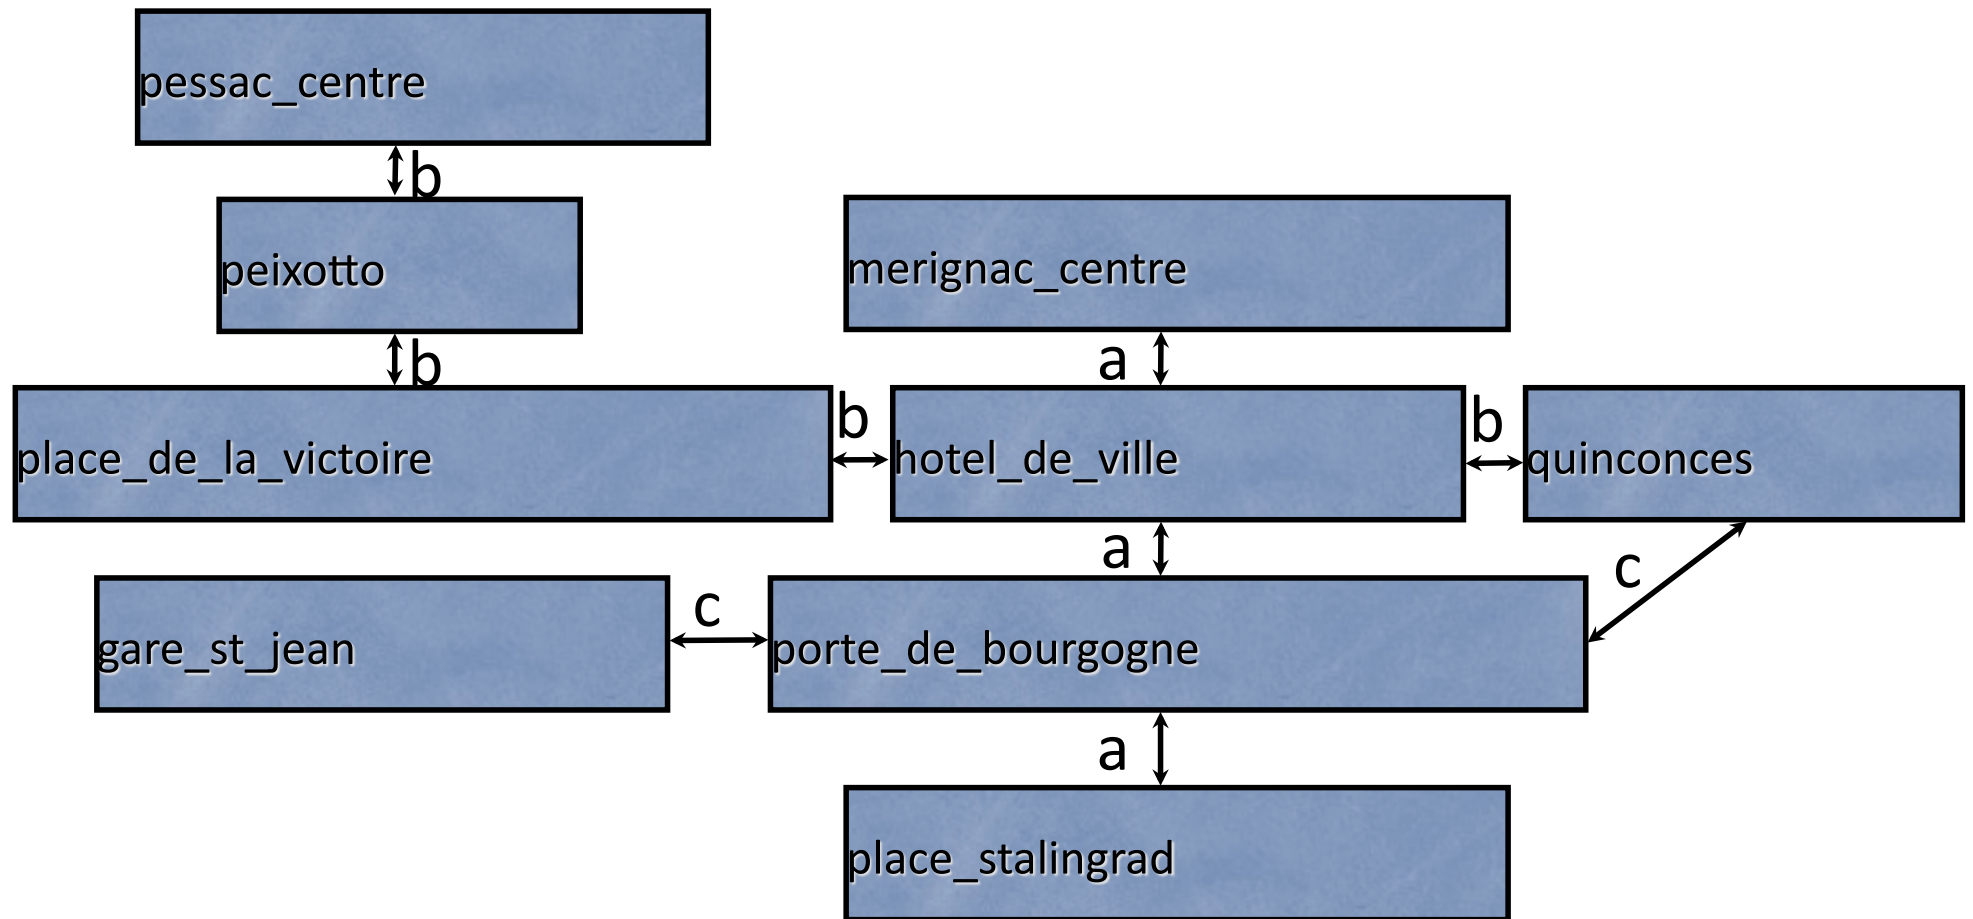 pessac_centre
b
peixotto
merignac_centre
b
a
place_de_la_victoire
b
hotel_de_ville
b
quinconces
a
c
gare_st_jean
c
porte_de_bourgogne
a
place_stalingrad